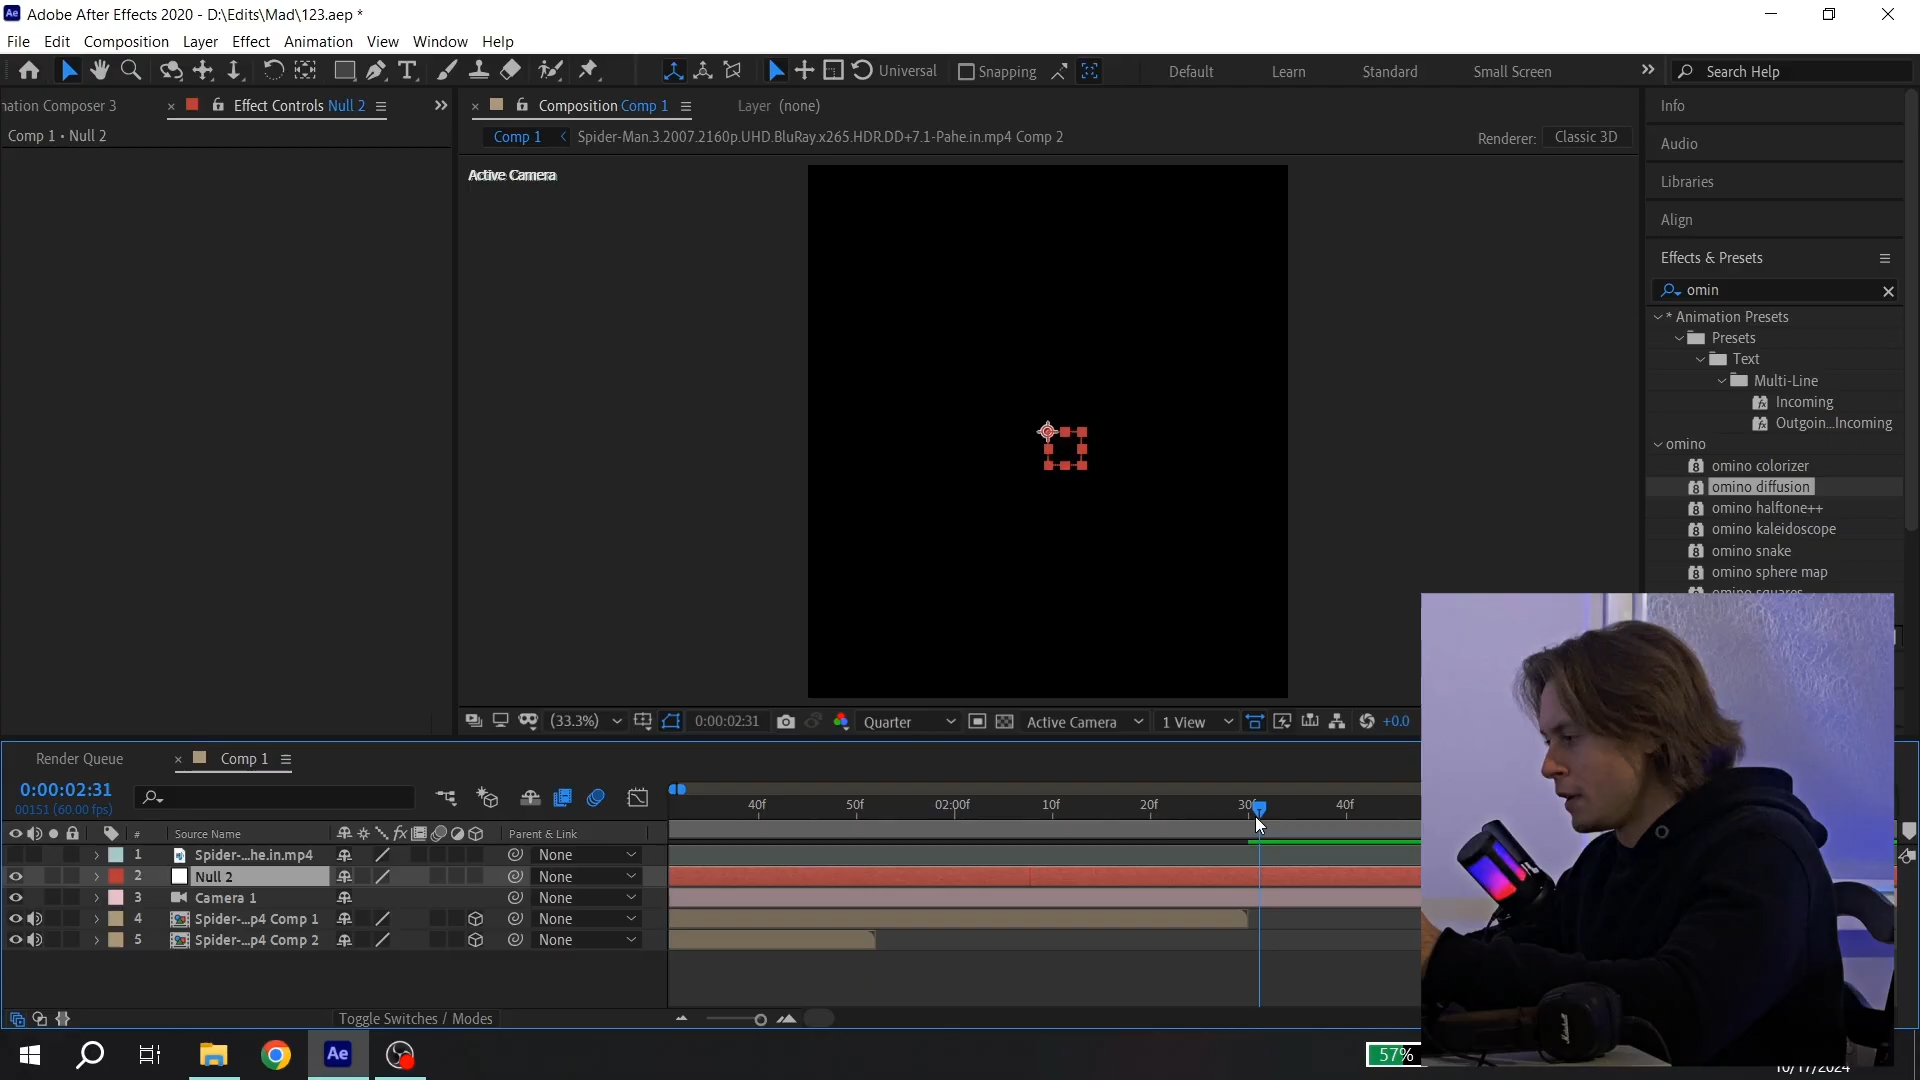 Adobe After Effects 2020 - D:\Edits\Mad\123.aep *
File Edit Composition Layer Effect Animation View Window Help
Universal Snapping Default Learn Standard Small Screen Search Help
nation Composer 3 Effect Controls Null 2
Comp 1 • Null 2
Composition Comp 1 Layer (none)
Comp 1 Spider-Man.3.2007.2160p.UHD.BluRay.x265.HDR.DD+7.1-Pahe.in.mp4 Comp 2
Renderer: Classic 3D
Active Camera
Info
Audio
Libraries
Align
Effects & Presets
omin
* Animation Presets
Presets
Text
Multi-Line
Incoming
Outgoin...Incoming
omino
omino colorizer
omino diffusion
omino halftone++
omino kaleidoscope
omino snake
omino sphere map
omino squares
(33.3%) 0:00:02:31 Quarter Active Camera 1 View +0.0
Render Queue Comp 1
0:00:02:31
00151 (60.00 fps)
40f 50f 02:00f 10f 20f 30f 40f
# Source Name fx Parent & Link
1 Spider-...he.in.mp4 None
2 Null 2 None
3 Camera 1 None
4 Spider-...p4 Comp 1 None
5 Spider-...p4 Comp 2 None
Toggle Switches / Modes
Ae
57%
10/17/2024